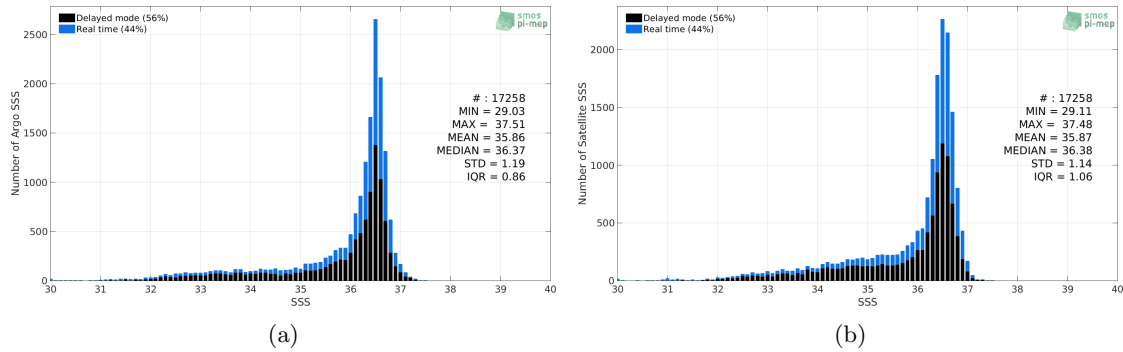 Delayed mode (56%)
Real time (44%)
smos
pi-mep
# : 17258
MIN = 29.03
MAX = 37.51
MEAN = 35.86
MEDIAN = 36.37
STD = 1.19
IQR = 0.86
Number of Argo SSS
2500
2000
1500
1000
500
0
30 31 32 33 34 35 36 37 38 39 40
SSS
(a)
Delayed mode (56%)
Real time (44%)
smos
pi-mep
# : 17258
MIN = 29.11
MAX = 37.48
MEAN = 35.87
MEDIAN = 36.38
STD = 1.14
IQR = 1.06
Number of Satellite SSS
2000
1500
1000
500
0
30 31 32 33 34 35 36 37 38 39 40
SSS
(b)